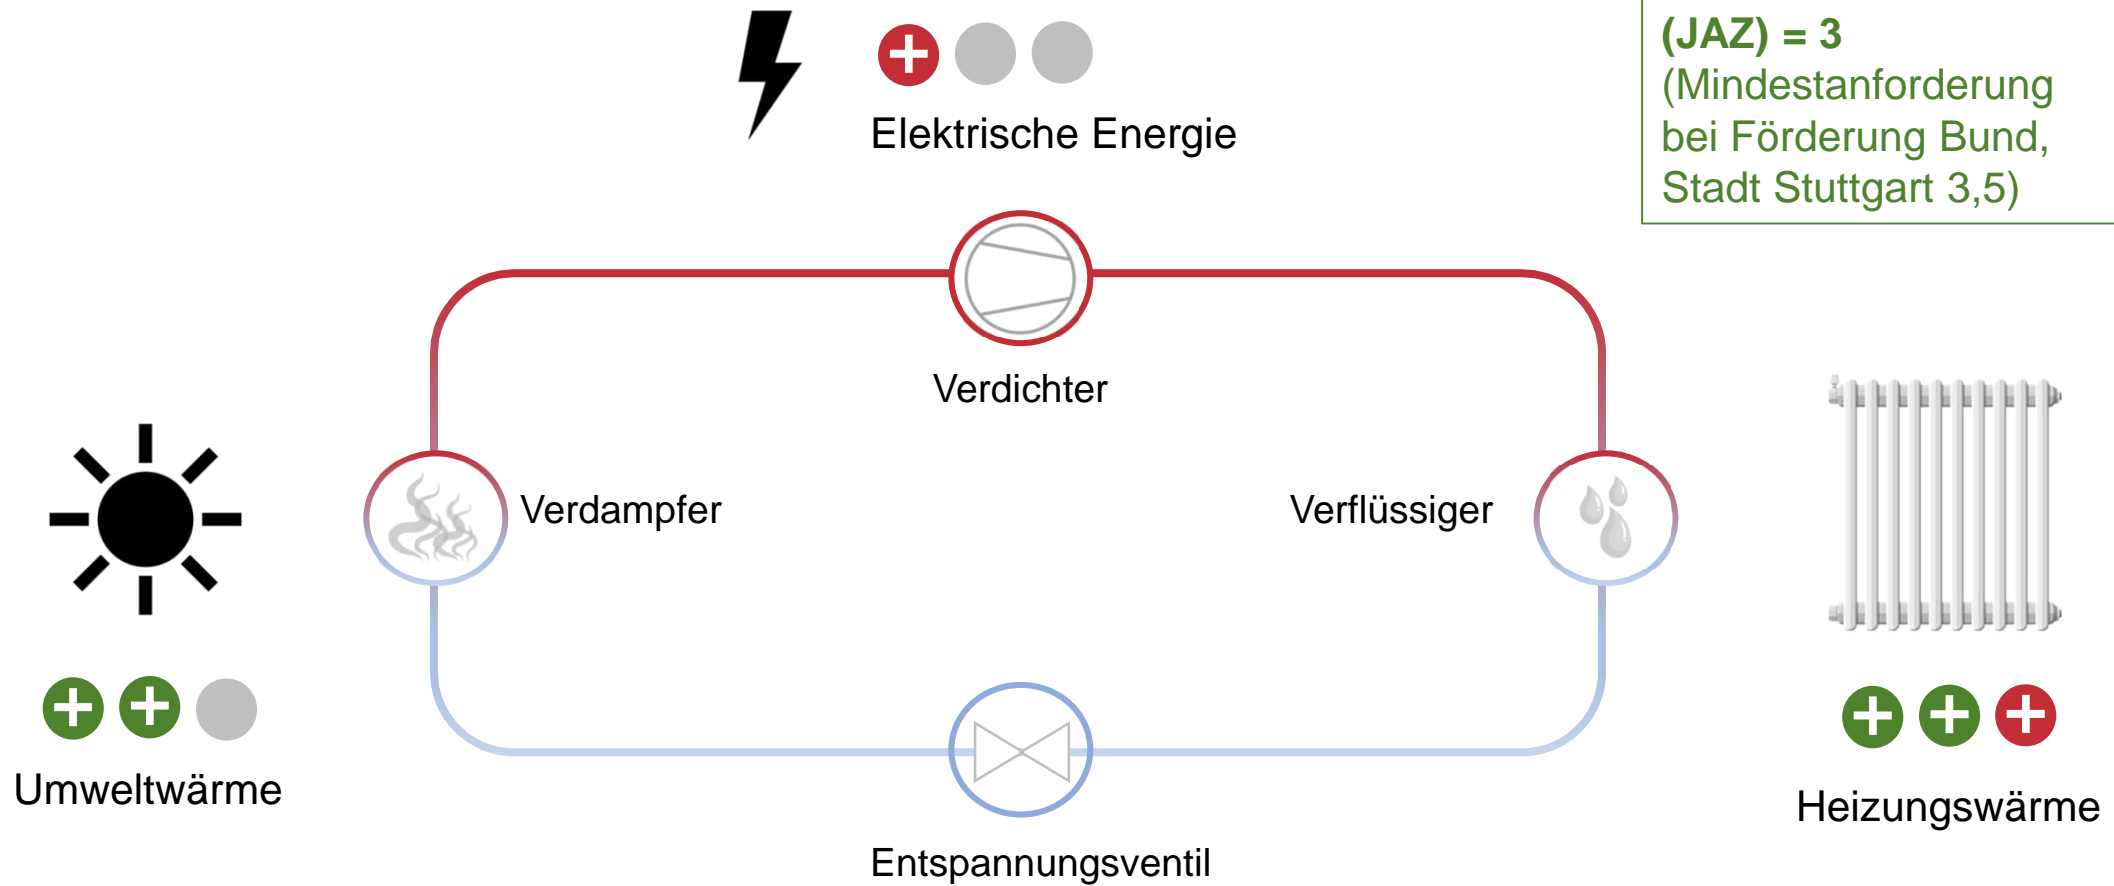 (JAZ) = 3
(Mindestanforderung
bei Förderung Bund,
Stadt Stuttgart 3,5)
Elektrische Energie
Verdichter
Verdampfer
Verflüssiger
Umweltwärme
Heizungswärme
Entspannungsventil